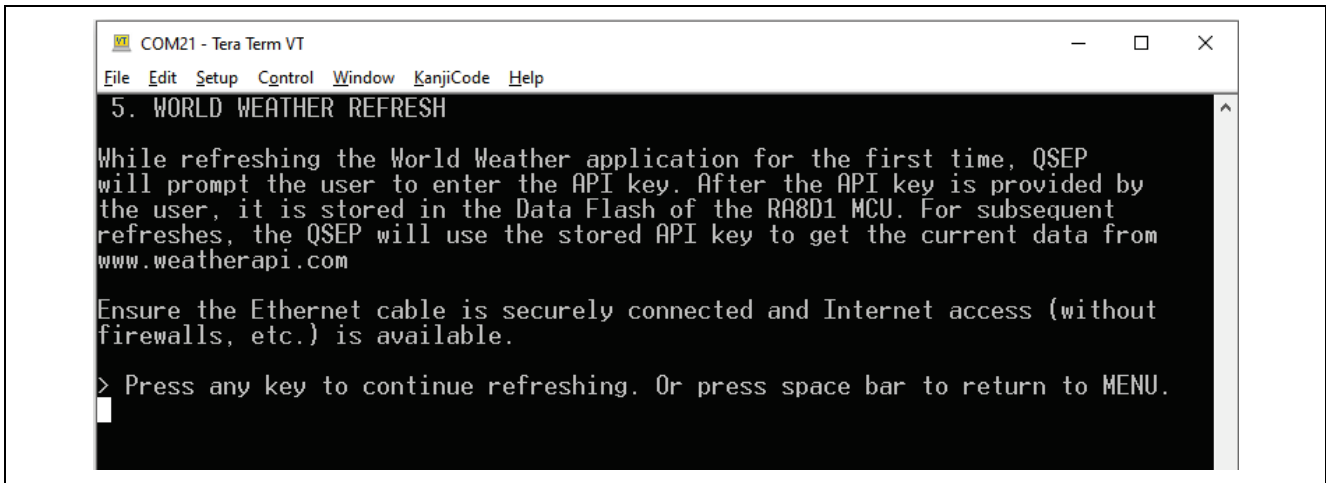 COM21 - Tera Term VT
File Edit Setup Control Window KanjiCode Help
5. WORLD WEATHER REFRESH
While refreshing the World Weather application for the first time, QSEP
will prompt the user to enter the API key. After the API key is provided by
the user, it is stored in the Data Flash of the RA8D1 MCU. For subsequent
refreshes, the QSEP will use the stored API key to get the current data from
www.weatherapi.com
Ensure the Ethernet cable is securely connected and Internet access (without
firewalls, etc.) is available.
> Press any key to continue refreshing. Or press space bar to return to MENU.